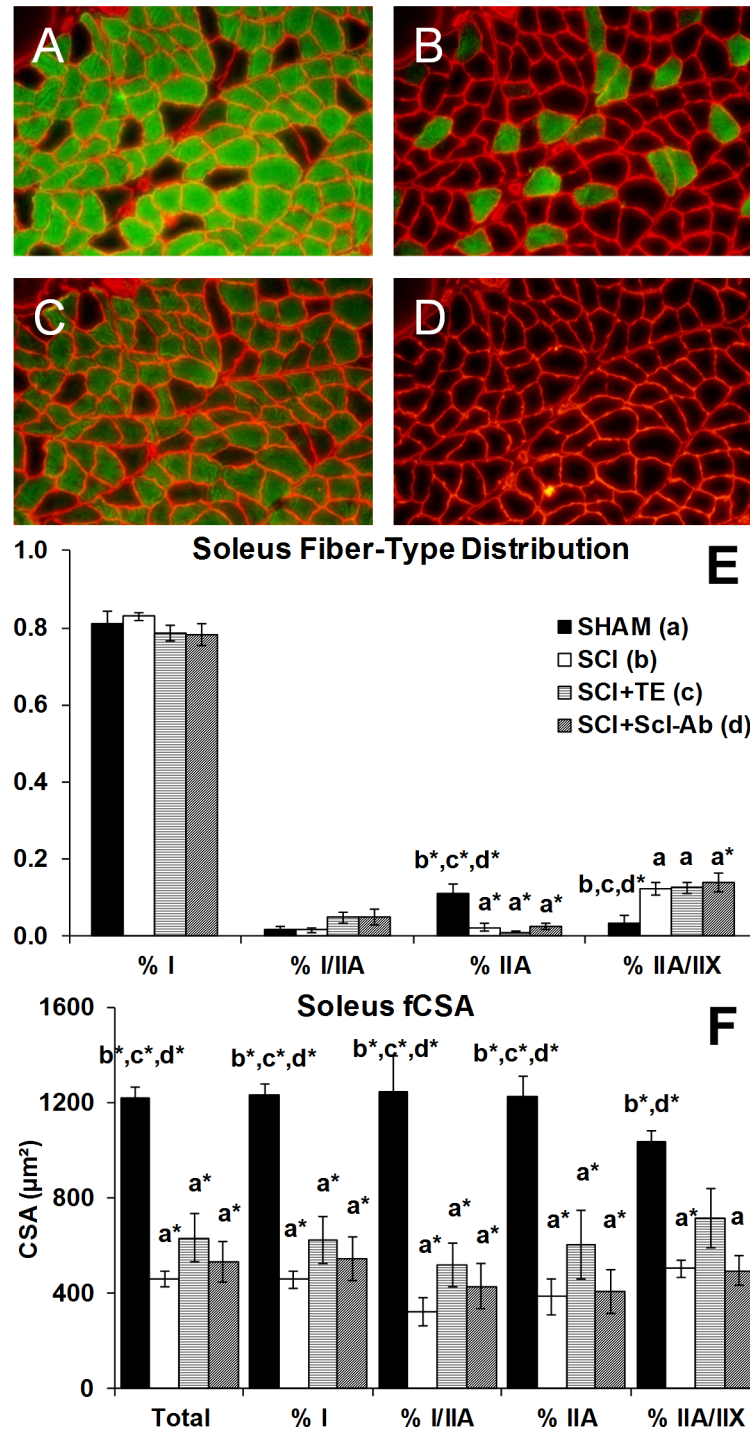 A
B
C
D
Soleus Fiber-Type Distribution
E
1.0
0.8
0.6
0.4
0.2
0.0
SHAM (a)
SCI (b)
SCI+TE (c)
SCI+Scl-Ab (d)
b*,c*,d*
a* a* a*
b,c,d*
a a a*
% I % I/IIA % IIA % IIA/IIX
Soleus fCSA
F
1600
1200
800
400
0
CSA (µm²)
b*,c*,d* b*,c*,d* b*,c*,d* b*,c*,d* b*,d*
a* a* a*
a* a* a*
a* a* a*
a* a* a*
a* a
Total % I % I/IIA % IIA % IIA/IIX